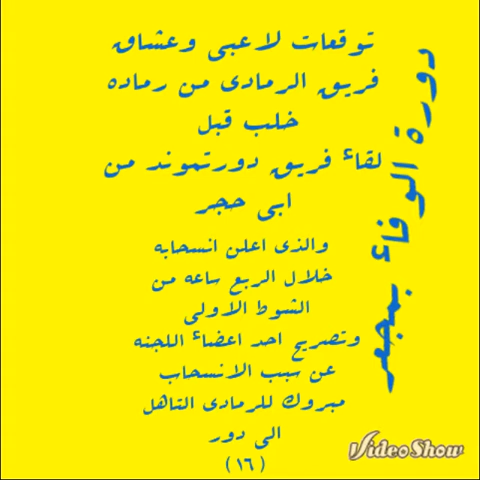 توقعات لاعبى وعشاق
فريق الرمادى من رماده
خلب قبل
لقاء فريق دورتموند من
ابى حجر
والذى اعلن انسحابه
خلال الربع ساعه من
الشوط الاولى
وتصريح احد اعضاء اللجنه
عن سبب الانسحاب
مبروك للرمادى التاهل
الى دور
(١٦)
دورة الوفاء بمجعر
VideoShow